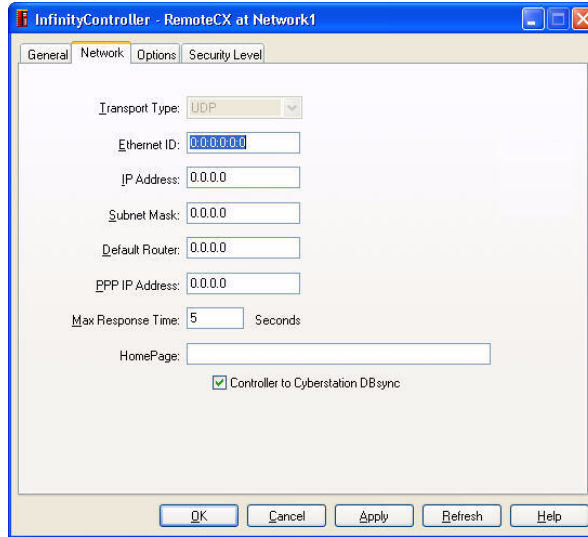 InfinityController - RemoteCX at Network1
General Network Options Security Level
Transport Type: UDP
Ethernet ID: 0:0:0:0:0:0
IP Address: 0.0.0.0
Subnet Mask: 0.0.0.0
Default Router: 0.0.0.0
PPP IP Address: 0.0.0.0
Max Response Time: 5 Seconds
HomePage:
Controller to Cyberstation DBsync
OK Cancel Apply Refresh Help